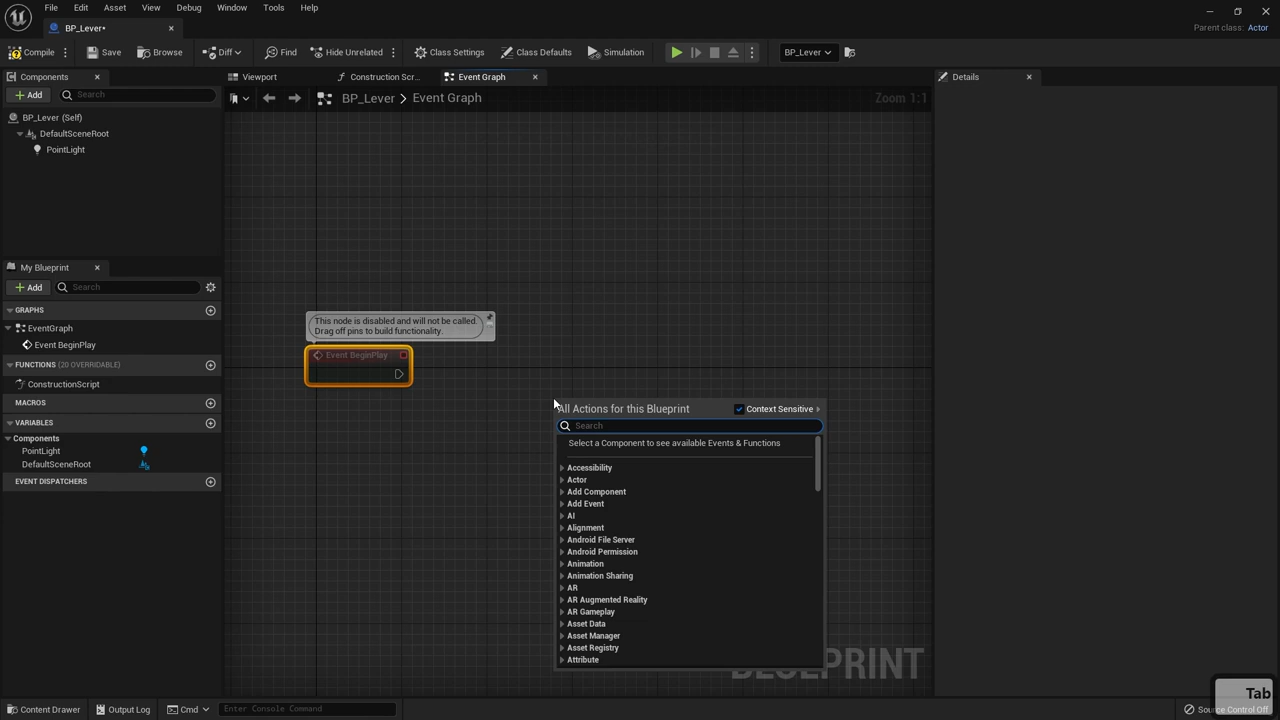 File Edit Asset View Debug Window Tools Help
BP_Lever•
Parent class: Actor
Compile Save Browse Diff Find Hide Unrelated Class Settings Class Defaults Simulation BP_Lever
Components
Add Search
BP_Lever (Self)
DefaultSceneRoot
PointLight
My Blueprint
Add Search
GRAPHS
EventGraph
Event BeginPlay
FUNCTIONS (20 OVERRIDABLE)
ConstructionScript
MACROS
VARIABLES
Components
PointLight
DefaultSceneRoot
EVENT DISPATCHERS
Viewport Construction Scr... Event Graph
BP_Lever > Event Graph
Zoom 1:1
This node is disabled and will not be called.
Drag off pins to build functionality.
Event BeginPlay
All Actions for this Blueprint Context Sensitive
Search
Select a Component to see available Events & Functions
Accessibility
Actor
Add Component
Add Event
AI
Alignment
Android File Server
Android Permission
Animation
Animation Sharing
AR
AR Augmented Reality
AR Gameplay
Asset Data
Asset Manager
Asset Registry
Attribute
Details
Tab
Content Drawer Output Log Cmd Enter Console Command
Source Control Off